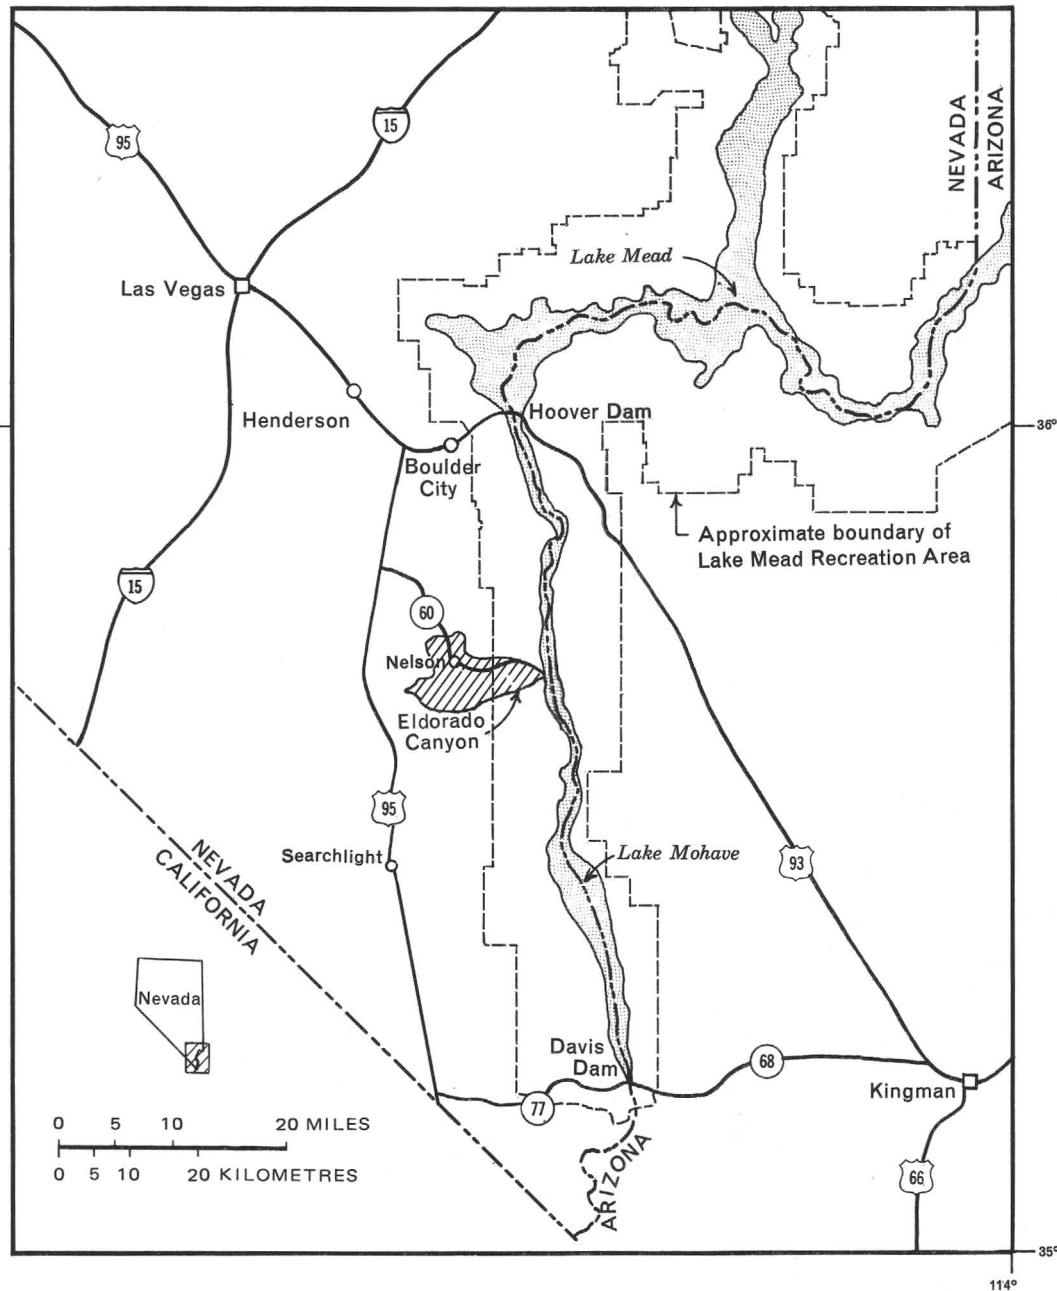 95
15
NEVADA
ARIZONA
Lake Mead
Las Vegas
Henderson
Hoover Dam
36°
Boulder
City
Approximate boundary of
Lake Mead Recreation Area
15
60
Nelson
Eldorado
Canyon
95
Searchlight
Lake Mohave
93
NEVADA
CALIFORNIA
Nevada
Davis
Dam
68
Kingman
77
0 5 10 20 MILES
0 5 10 20 KILOMETRES
ARIZONA
66
35°
114°